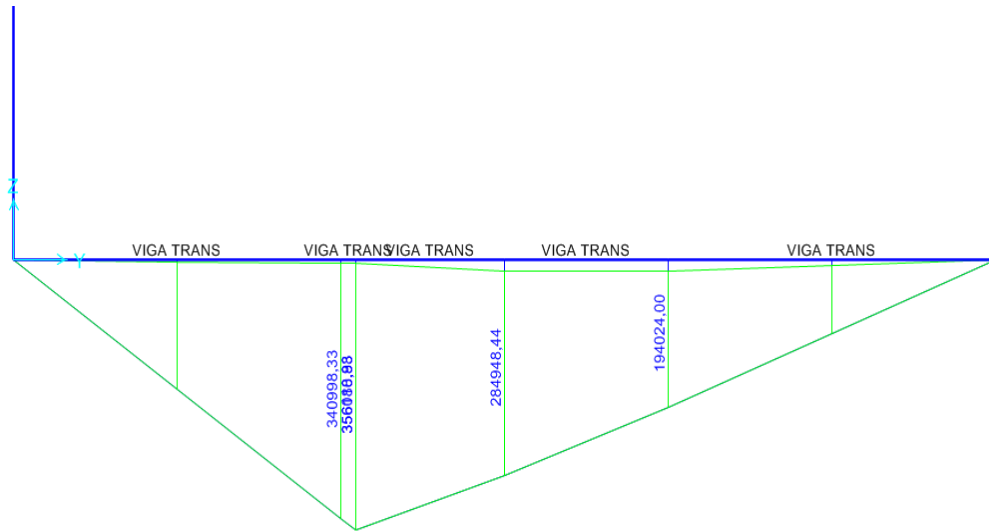 Z
Y
VIGA TRANS
VIGA TRANS
VIGA TRANS
VIGA TRANS
VIGA TRANS
340998,33
284948,44
194024,00